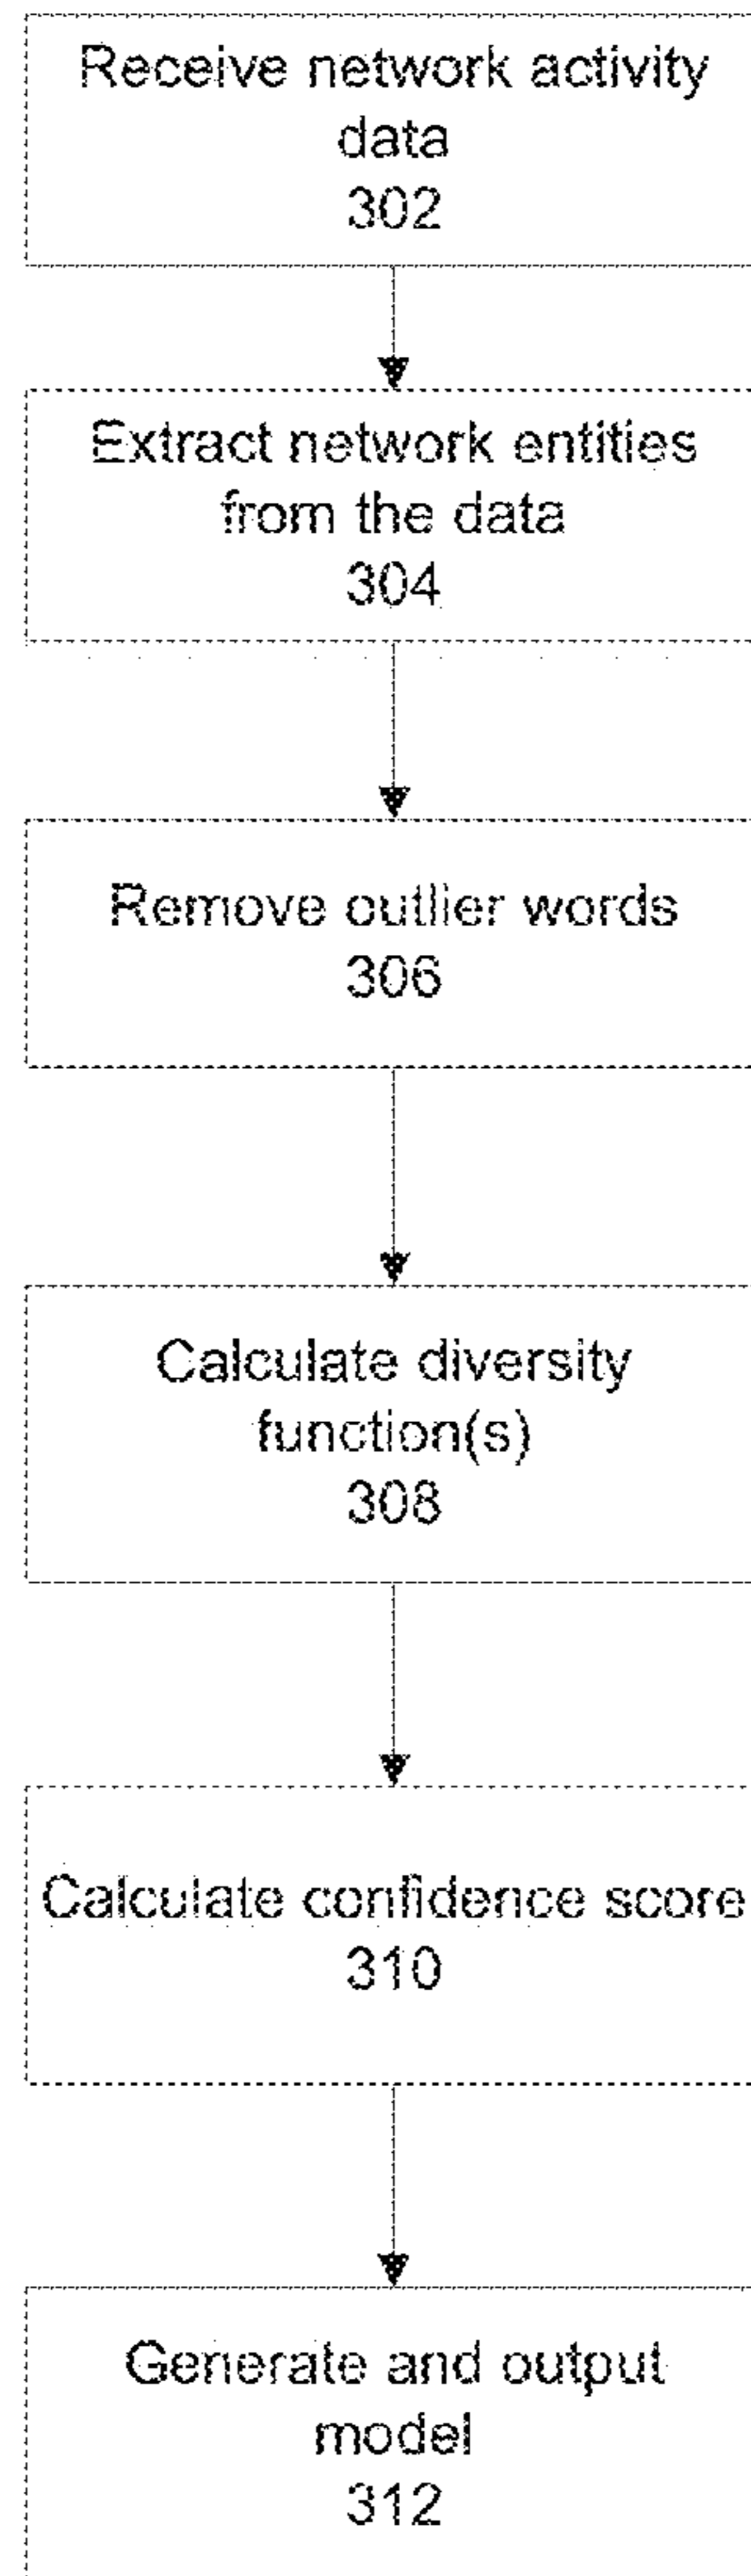 Receive network activity
data
302
Extract network entities
from the data
304
Remove outlier words
306
Calculate diversity
function(s)
308
Calculate confidence score
310
Generate and output
model
312